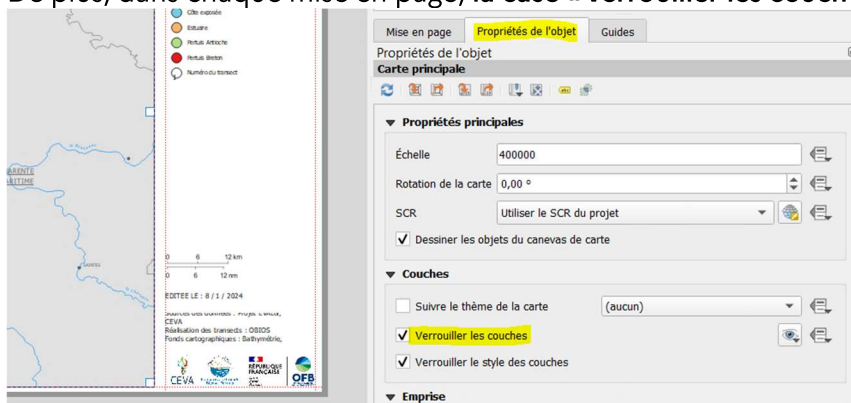 De plus, dans chaque mise en page, la case « verrouiller les couch
Côte exposée
Estuaire
Pertuis Antioche
Pertuis Breton
Numéro du transect
0 6 12 km
0 6 12 nm
EDITEE LE : 8 / 1 / 2024
CEVA
Réalisation des transects : OBIOS
Fonds cartographiques : Bathymétrie,
CEVA
RÉPUBLIQUE
FRANÇAISE
OFB
Mise en page
Propriétés de l'objet
Guides
Propriétés de l'objet
Carte principale
Propriétés principales
Échelle 400000
Rotation de la carte 0,00 °
SCR Utiliser le SCR du projet
Dessiner les objets du canevas de carte
Couches
Suivre le thème de la carte (aucun)
Verrouiller les couches
Verrouiller le style des couches
Emprise